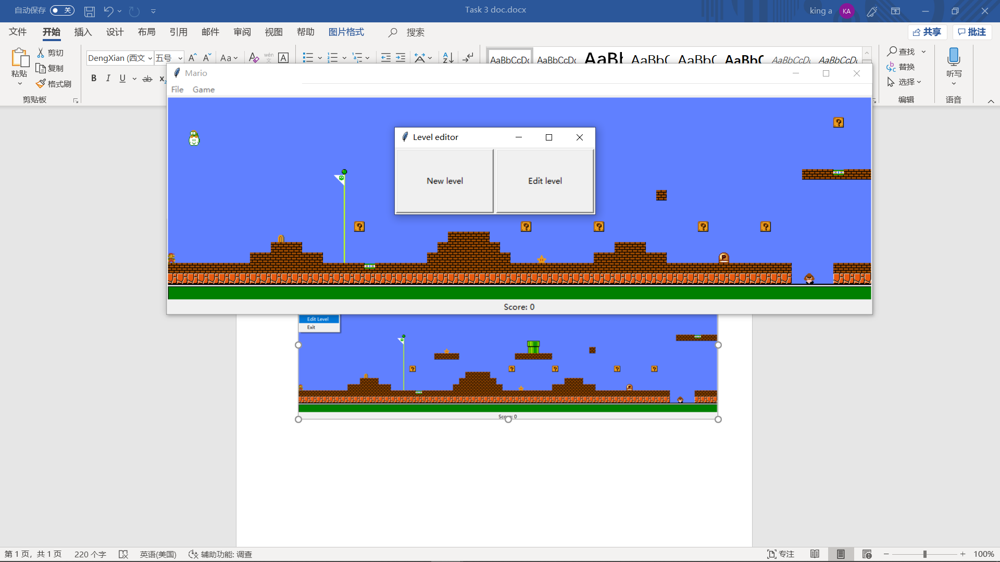 自动保存 关 Task 3 doc.docx king a KA
文件 开始 插入 设计 布局 引用 邮件 审阅 视图 帮助 图片格式 搜索 共享 批注
DengXian (西文 五号 A A Aa A wén 文 A A Z AaBbCcDc AaBbCcDc AaBl AaBb( AaBbC AaBbC AaBbCcDc AaBbCcDc
粘贴 剪切 复制 格式刷 B I U ab x
剪贴板
查找 替换 选择 听写
编辑 语音
Mario
File Game
Level editor
New level Edit level
? ? ? ? ? ?
P
Score: 0
Edit Level
Exit
? ? ? ? ?
P
第 1 页，共 1 页 220 个字 英语(美国) 辅助功能: 调查 专注 100%